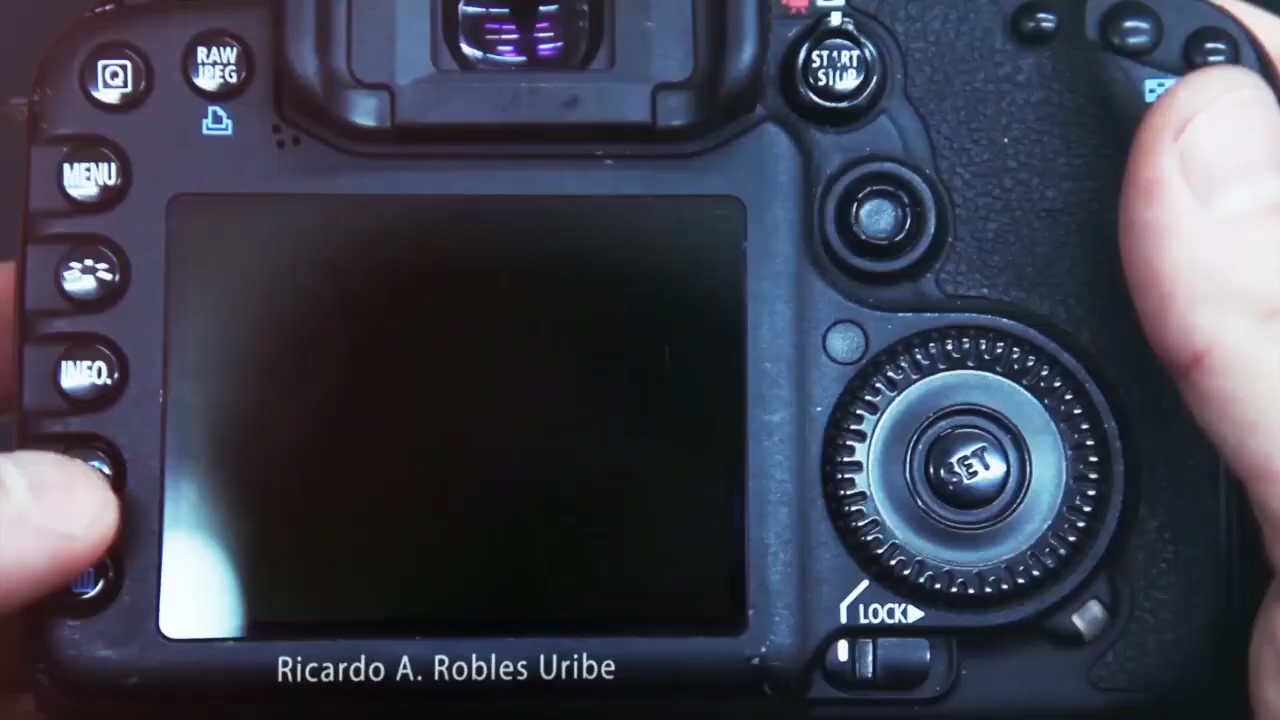 Q
RAW
JPEG
START
STOP
MENU
INFO.
SET
LOCK
Ricardo A. Robles Uribe